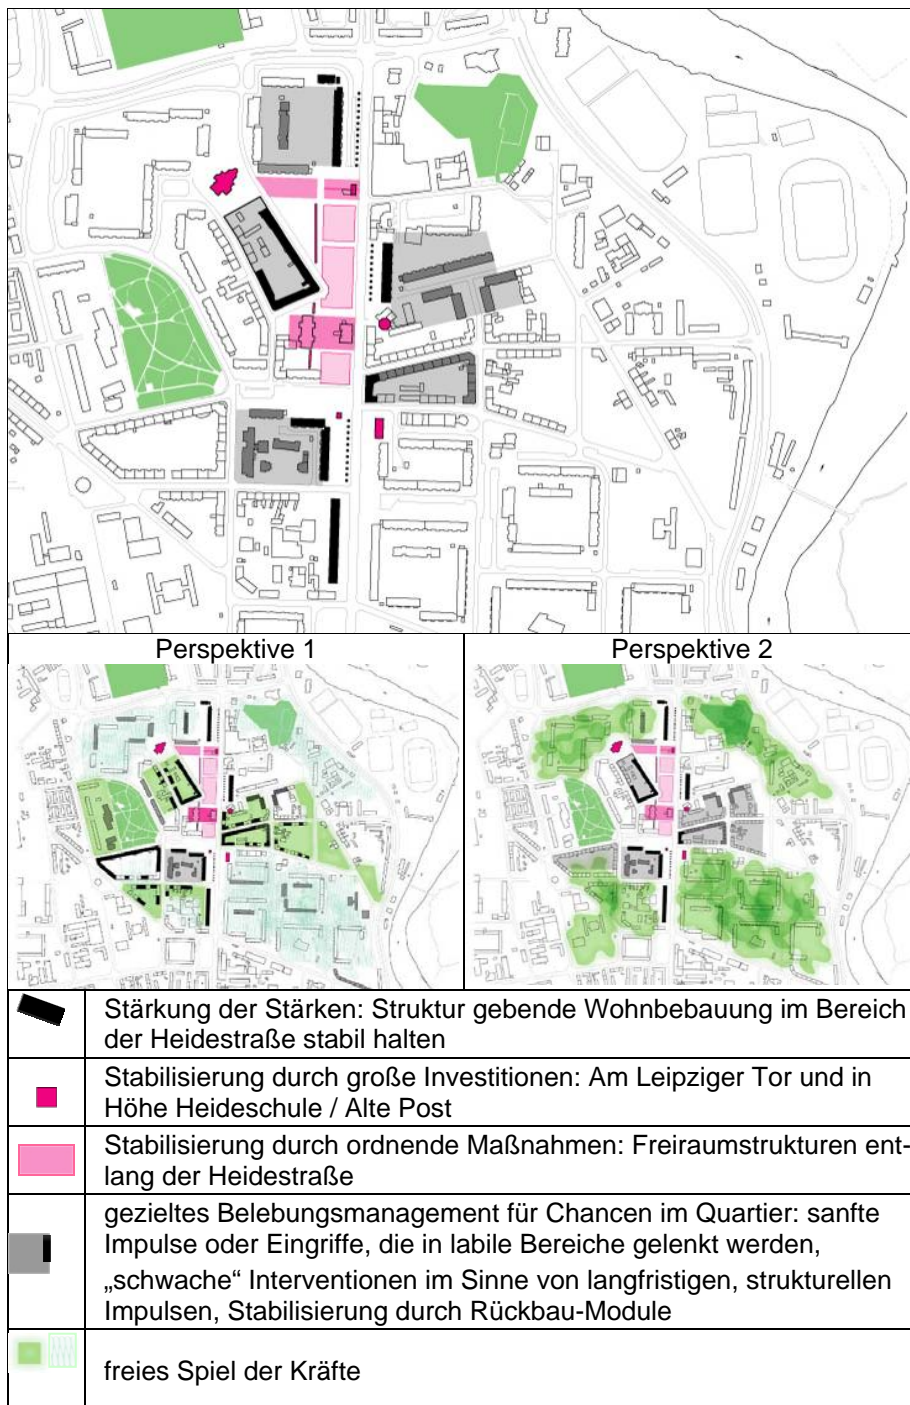 Perspektive 1
Perspektive 2
Stärkung der Stärken: Struktur gebende Wohnbebauung im Bereich
der Heidestraße stabil halten
Stabilisierung durch große Investitionen: Am Leipziger Tor und in
Höhe Heideschule / Alte Post
Stabilisierung durch ordnende Maßnahmen: Freiraumstrukturen ent-
lang der Heidestraße
gezieltes Belebungsmanagement für Chancen im Quartier: sanfte
Impulse oder Eingriffe, die in labile Bereiche gelenkt werden,
„schwache“ Interventionen im Sinne von langfristigen, strukturellen
Impulsen, Stabilisierung durch Rückbau-Module
freies Spiel der Kräfte